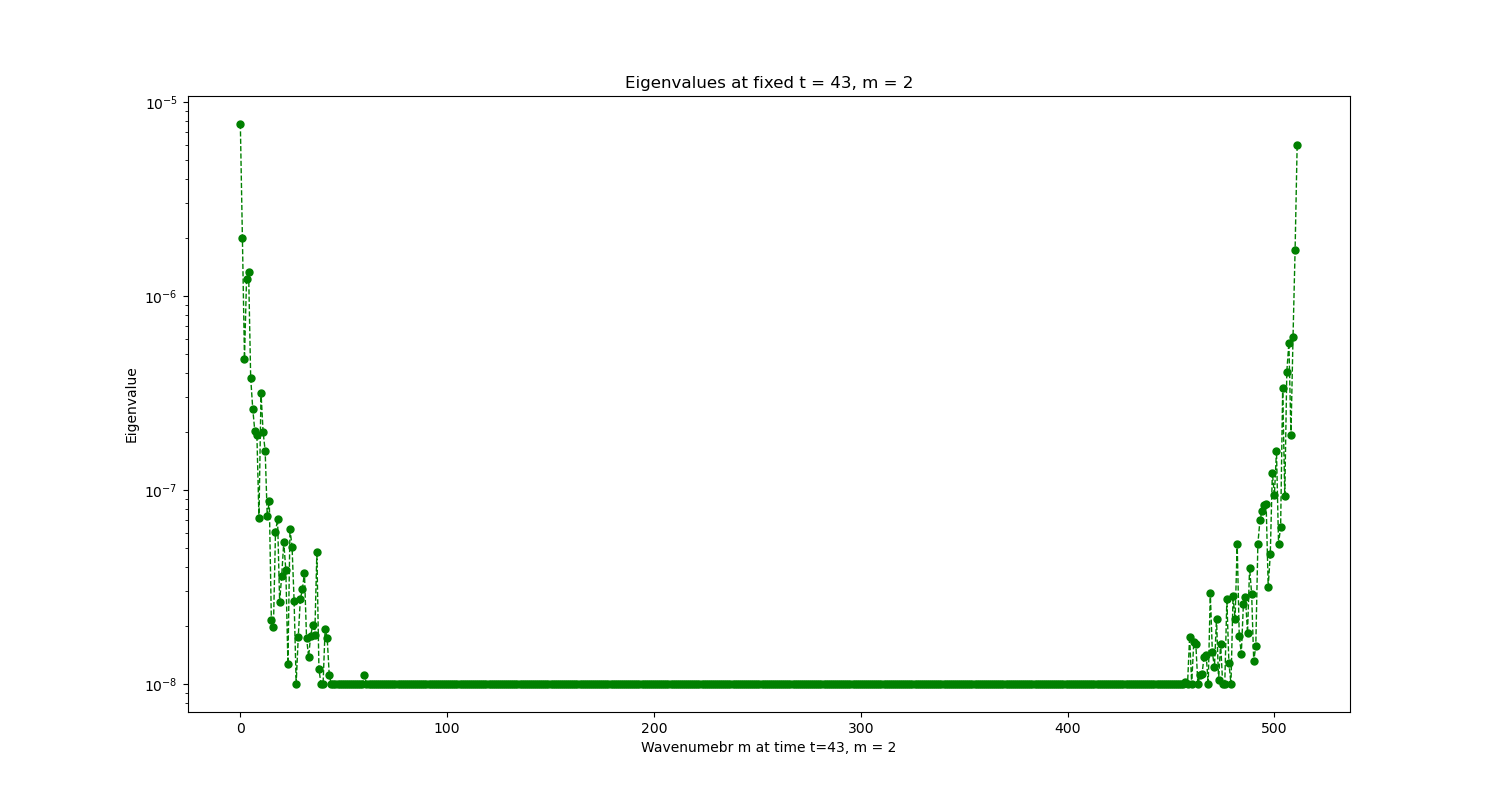 Eigenvalues at fixed t = 43, m = 2
10⁻⁵
10⁻⁶
10⁻⁷
10⁻⁸
Eigenvalue
0 100 200 300 400 500
Wavenumebr m at time t=43, m = 2